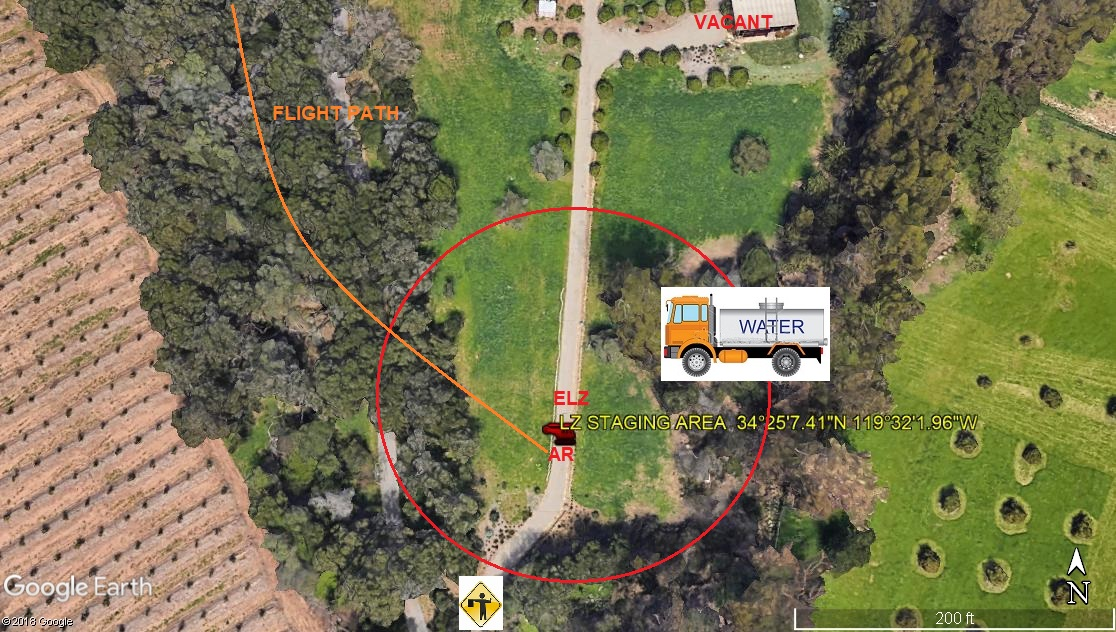 VACANT
FLIGHT PATH
WATER
ELZ
LZ STAGING AREA 34°25'7.41"N 119°32'1.96"W
AR
Google Earth
N
©2018 Google
200 ft